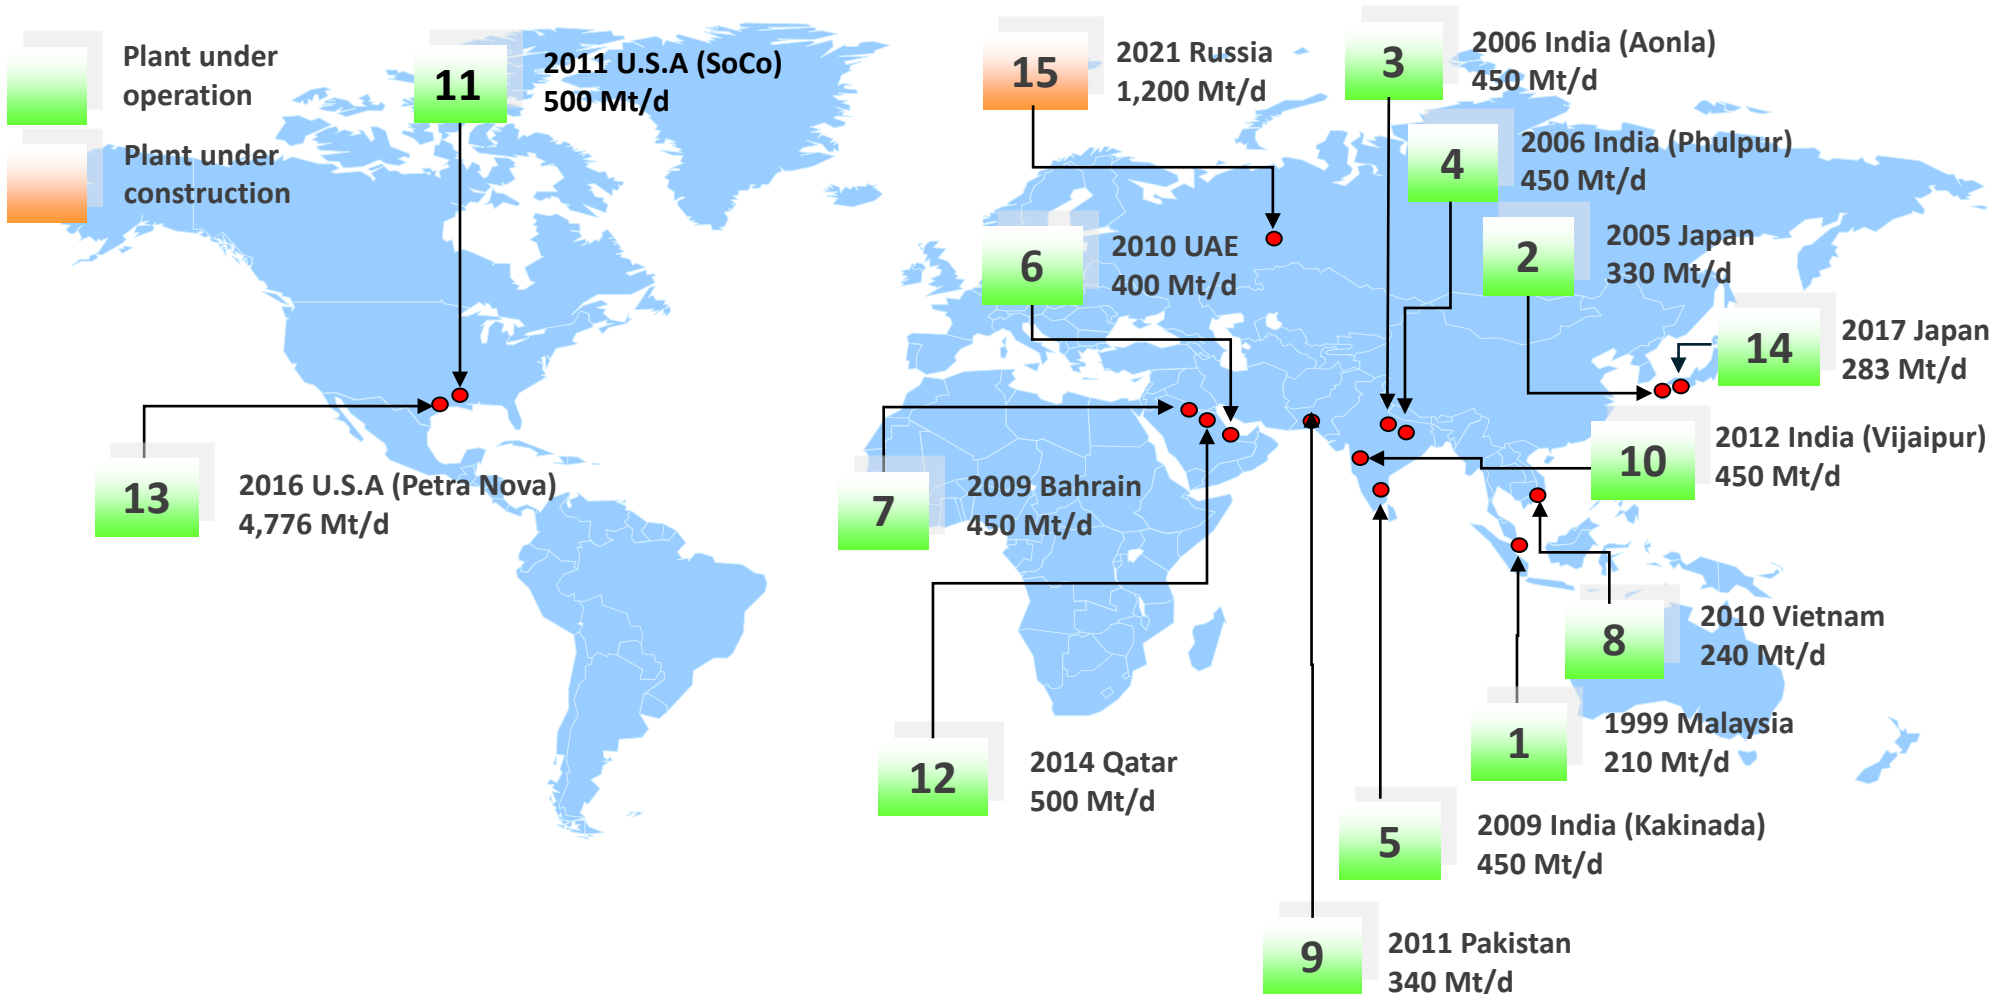 Plant under
operation
Plant under
construction
11
2011 U.S.A (SoCo)
500 Mt/d
15
2021 Russia
1,200 Mt/d
3
2006 India (Aonla)
450 Mt/d
4
2006 India (Phulpur)
450 Mt/d
6
2010 UAE
400 Mt/d
2
2005 Japan
330 Mt/d
14
2017 Japan
283 Mt/d
13
2016 U.S.A (Petra Nova)
4,776 Mt/d
7
2009 Bahrain
450 Mt/d
10
2012 India (Vijaipur)
450 Mt/d
8
2010 Vietnam
240 Mt/d
12
2014 Qatar
500 Mt/d
1
1999 Malaysia
210 Mt/d
5
2009 India (Kakinada)
450 Mt/d
9
2011 Pakistan
340 Mt/d